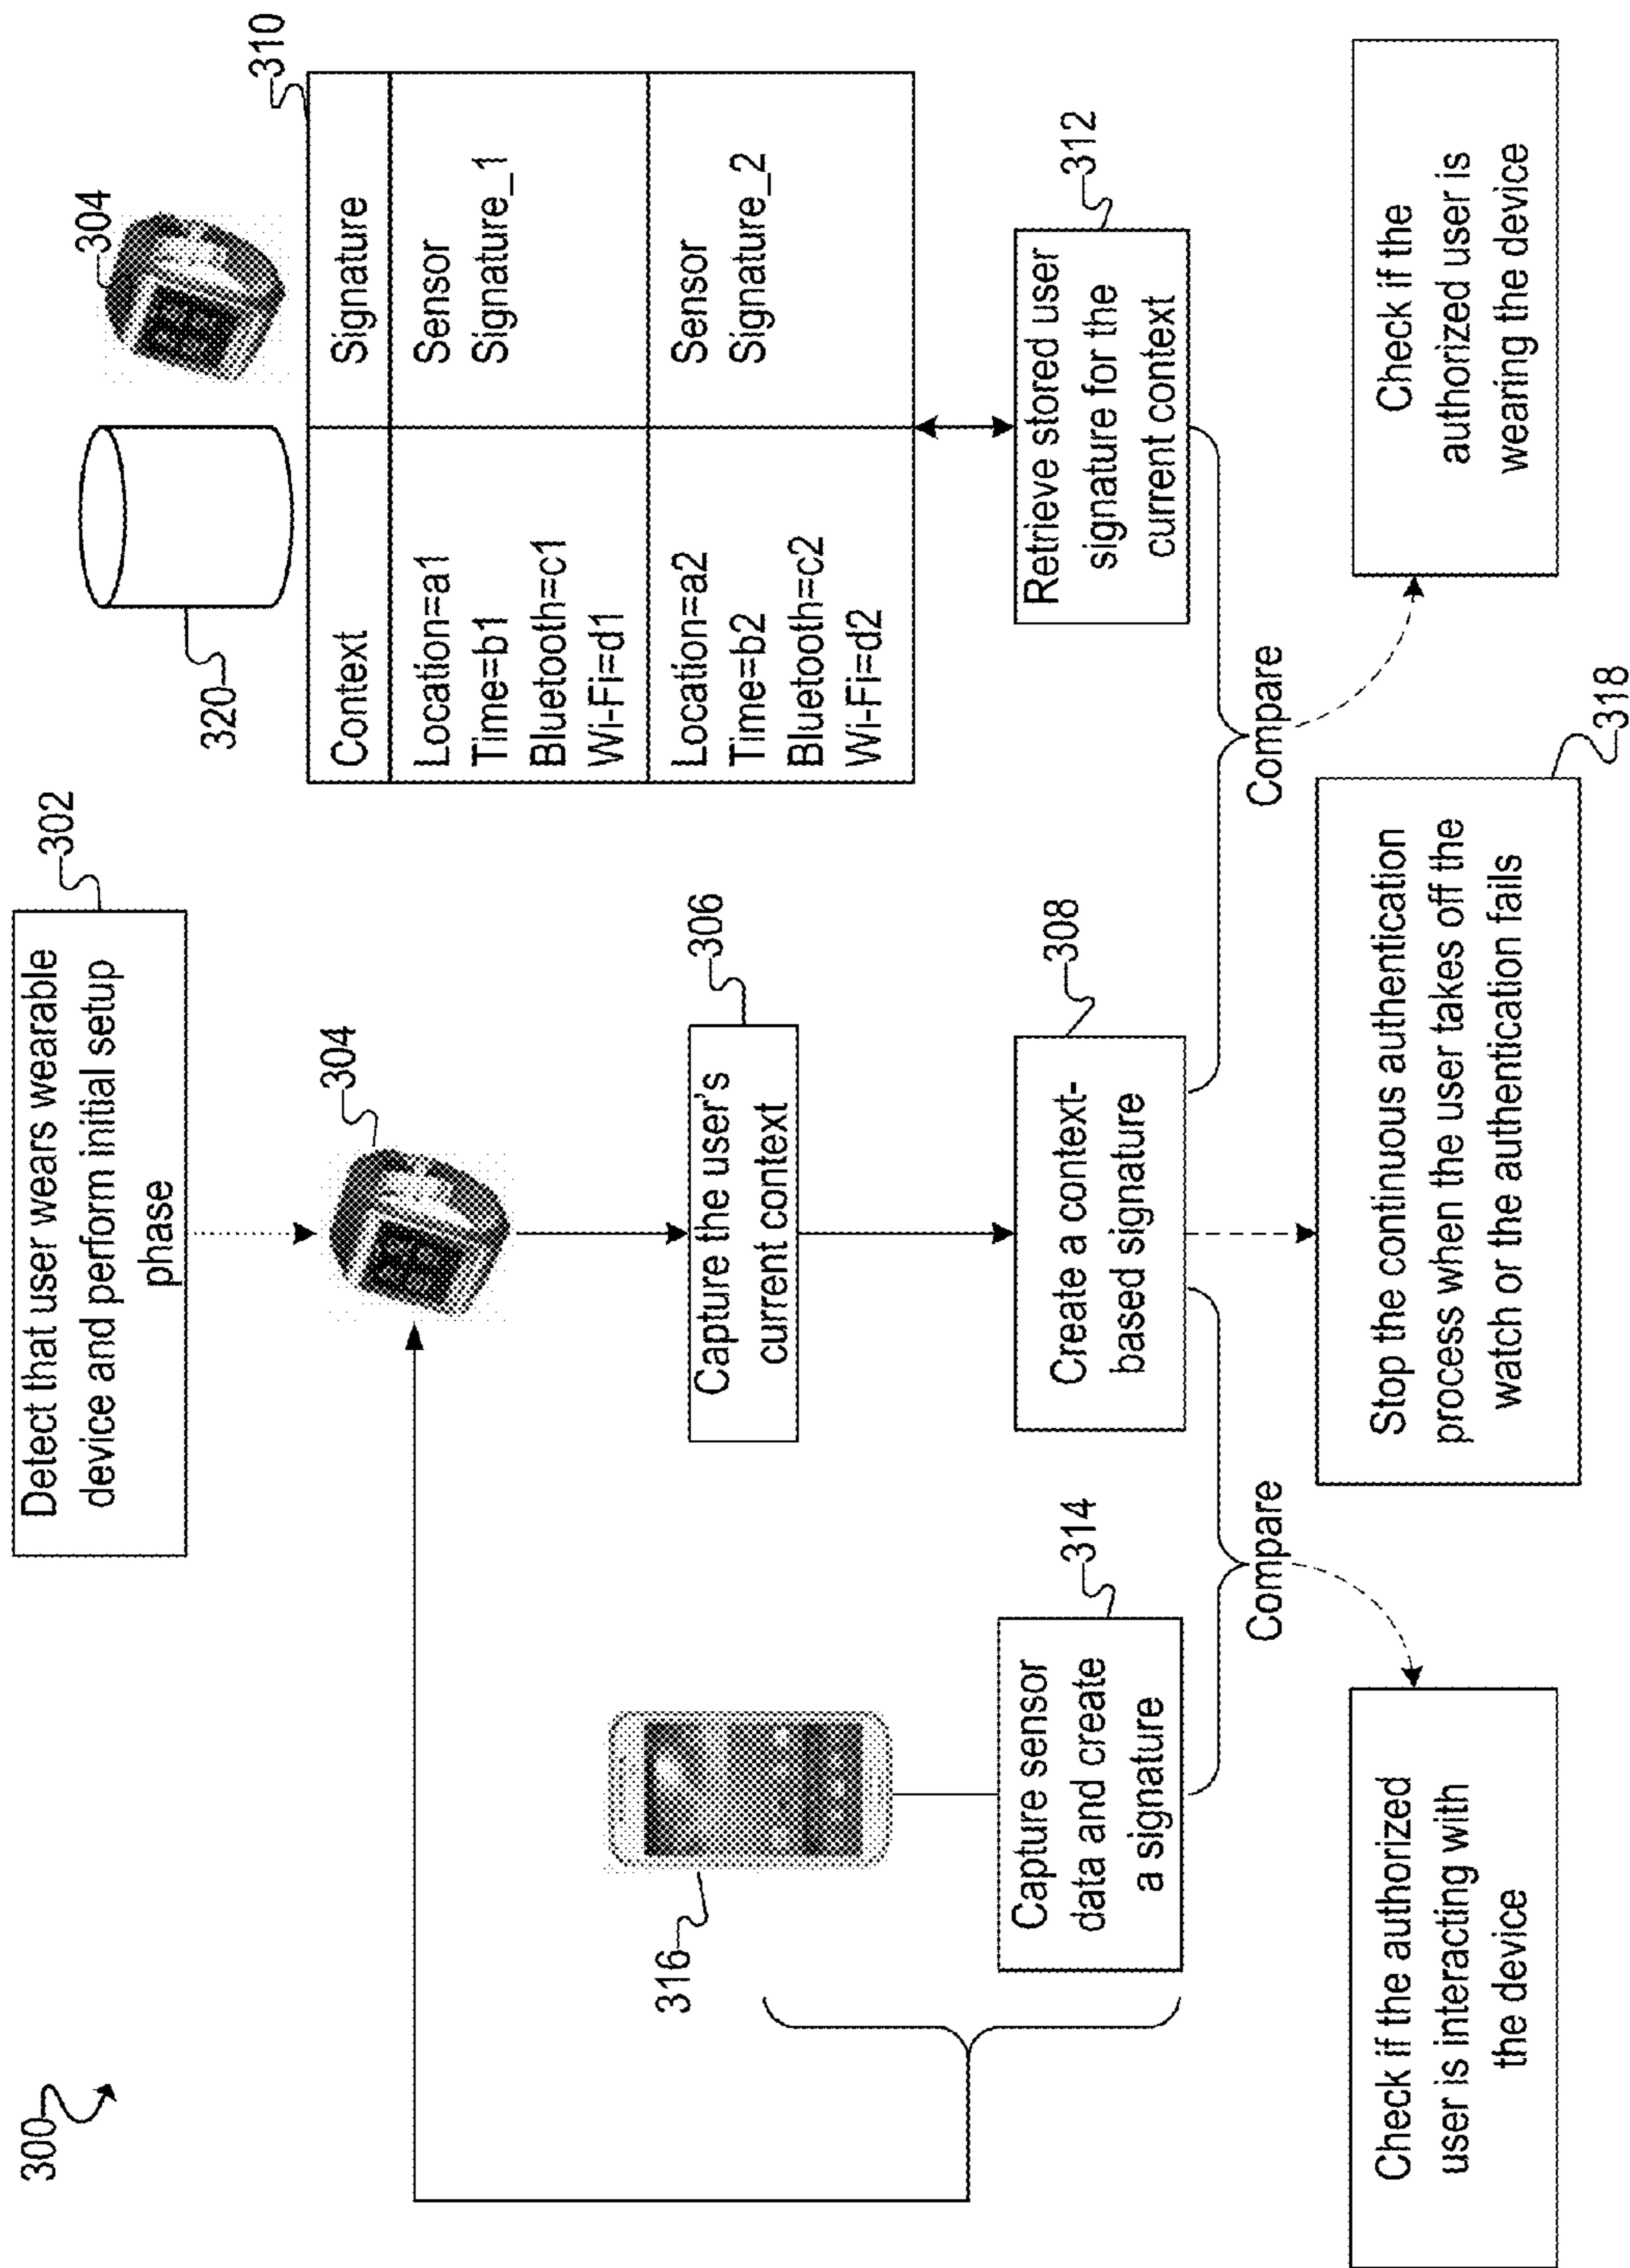 300
302
Detect that user wears wearable
device and perform initial setup
phase
304
306
Capture the user's
current context
308
Create a context-
based signature
320
304
310
Context
Signature
Location=a1
Time=b1
Bluetooth=c1
Wi-Fi=d1
Sensor
Signature_1
Location=a2
Time=b2
Bluetooth=c2
Wi-Fi=d2
Sensor
Signature_2
312
Retrieve stored user
signature for the
current context
316
314
Capture sensor
data and create
a signature
Compare
Compare
Check if the authorized
user is interacting with
the device
Stop the continuous authentication
process when the user takes off the
watch or the authentication fails
318
Check if the
authorized user is
wearing the device